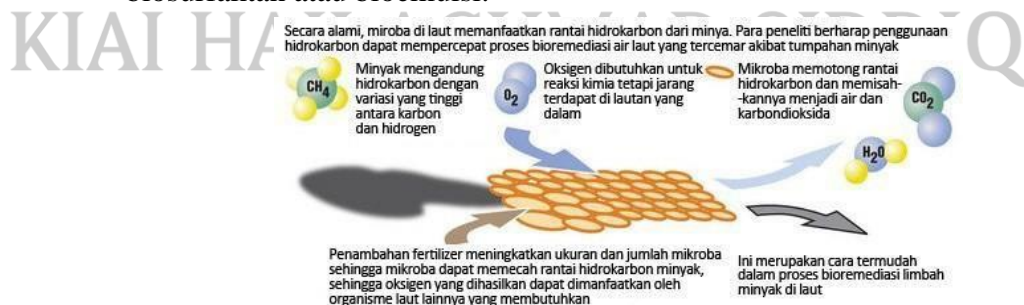 KIAI HA
Q
Secara alami, miroba di laut memanfaatkan rantai hidrokarbon dari minya. Para peneliti berharap penggunaan
hidrokarbon dapat mempercepat proses bioremediasi air laut yang tercemar akibat tumpahan minyak
CH4
Minyak mengandung
hidrokarbon dengan
variasi yang tinggi
antara karbon
dan hidrogen
O2
Oksigen dibutuhkan untuk
reaksi kimia tetapi jarang
terdapat di lautan yang
dalam
Mikroba memotong rantai
hidrokarbon dan memisah-
-kannya menjadi air dan
karbondioksida
CO2
H2O
Penambahan fertilizer meningkatkan ukuran dan jumlah mikroba
sehingga mikroba dapat memecah rantai hidrokarbon minyak,
sehingga oksigen yang dihasilkan dapat dimanfaatkan oleh
organisme laut lainnya yang membutuhkan
Ini merupakan cara termudah
dalam proses bioremediasi limbah
minyak di laut